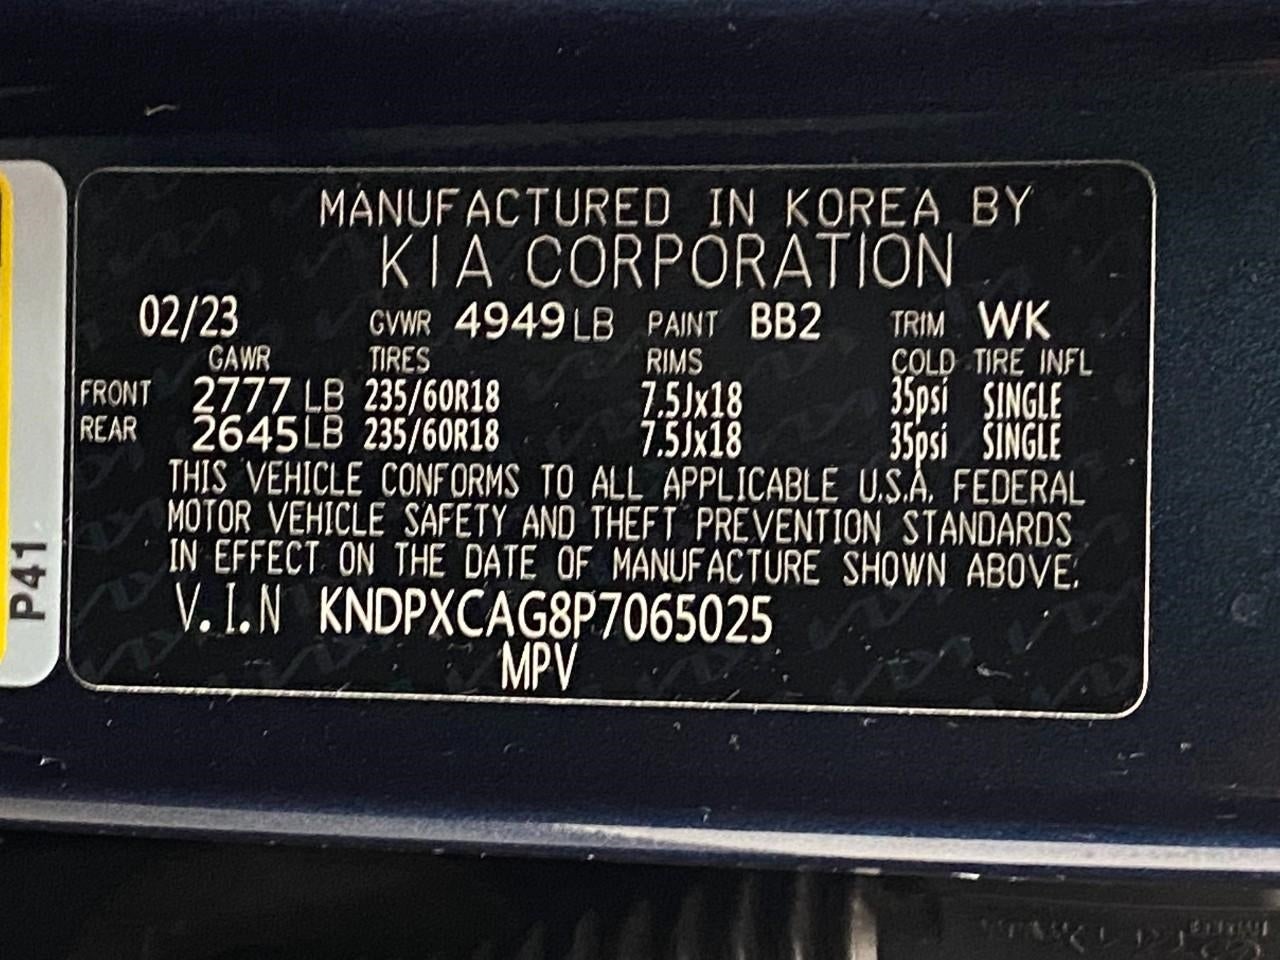 MANUFACTURED IN KOREA BY
KIA CORPORATION
02/23 GVWR 4949 LB PAINT BB2 TRIM WK
GAWR TIRES RIMS COLD TIRE INFL
FRONT 2777 LB 235/60R18 7.5Jx18 35psi SINGLE
REAR 2645 LB 235/60R18 7.5Jx18 35psi SINGLE
THIS VEHICLE CONFORMS TO ALL APPLICABLE U.S.A. FEDERAL
MOTOR VEHICLE SAFETY AND THEFT PREVENTION STANDARDS
IN EFFECT ON THE DATE OF MANUFACTURE SHOWN ABOVE.
V.I.N KNDPXCAG8P7065025
MPV
P41